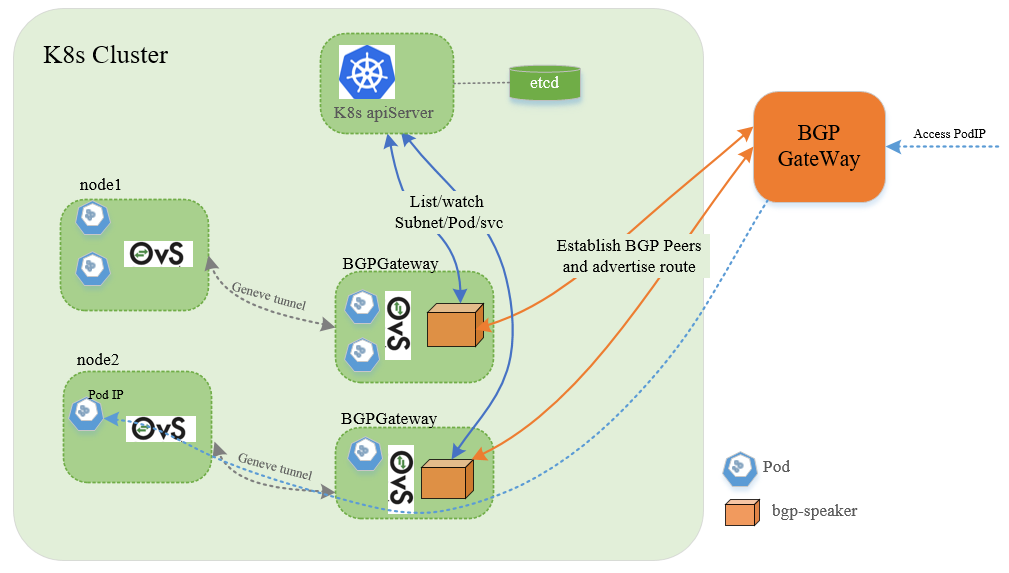 K8s Cluster
K8s apiServer
etcd
BGP
GateWay
Access PodIP
node1
OvS
List/watch
Subnet/Pod/svc
Establish BGP Peers
and advertise route
BGPGateway
Geneve tunnel
OvS
node2
Pod IP
OvS
BGPGateway
Geneve tunnel
OvS
Pod
bgp-speaker